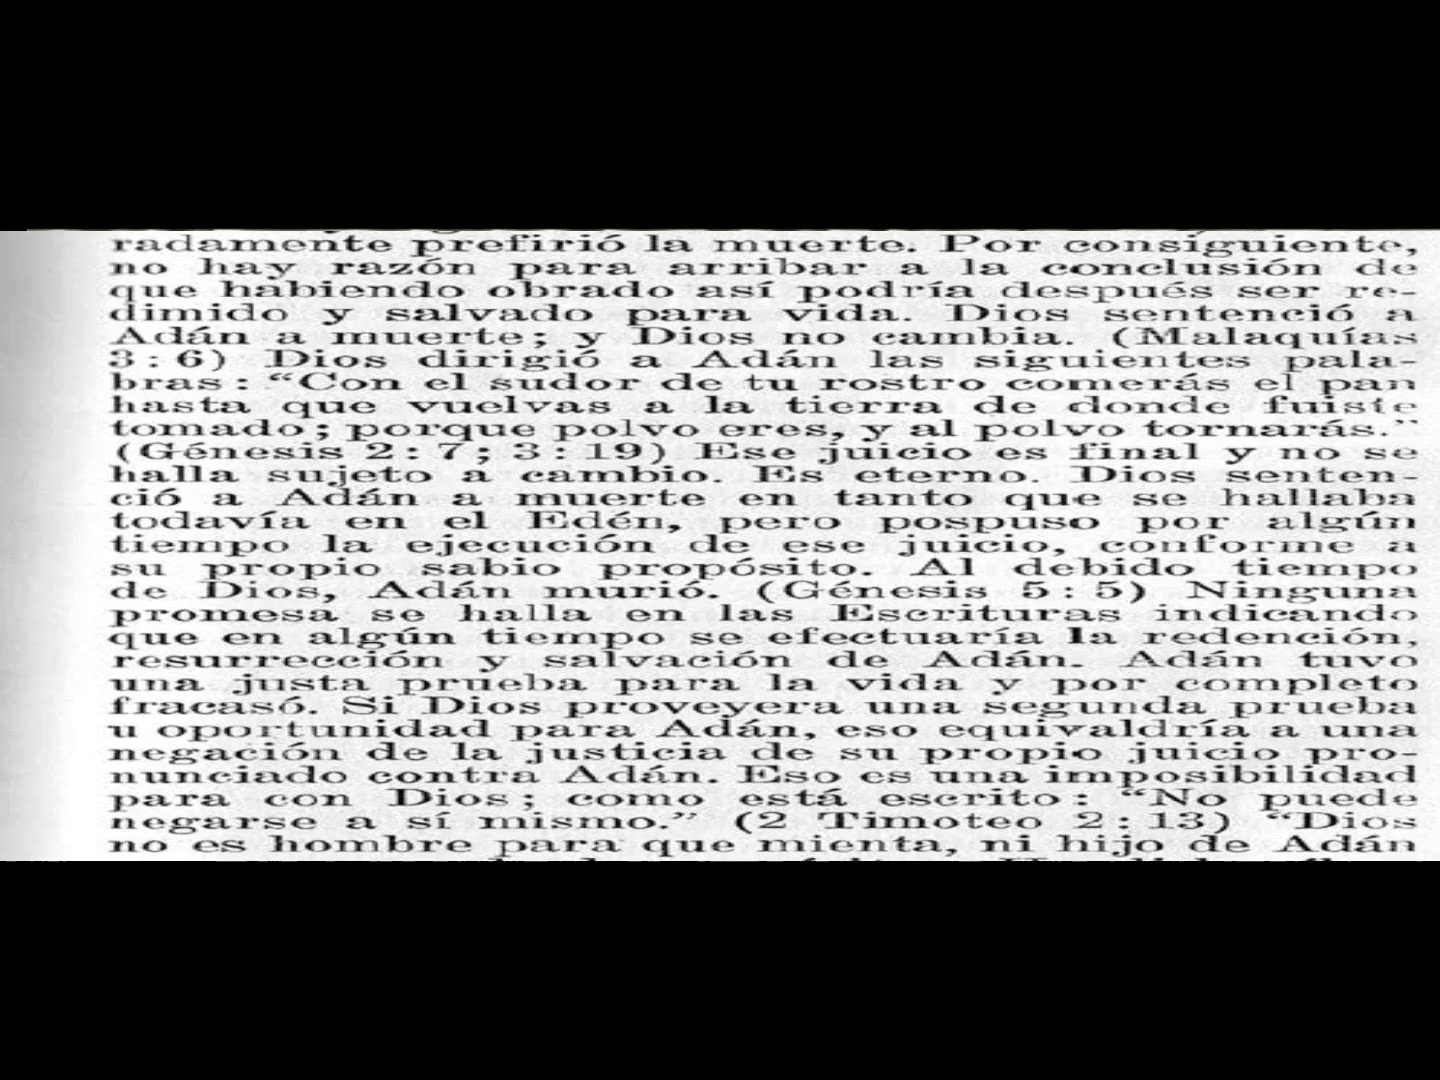 radamente prefirió la muerte. Por consiguiente,
no hay razón para arribar a la conclusión de
que habiendo obrado así podría después ser re-
dimido y salvado para vida. Dios sentenció a
Adán a muerte; y Dios no cambia. (Malaquías
3:6) Dios dirigió a Adán las siguientes pala-
bras: “Con el sudor de tu rostro comerás el pan
hasta que vuelvas a la tierra de donde fuiste
tomado; porque polvo eres, y al polvo tornarás.”
(Génesis 2:7; 3:19) Ese juicio es final y no se
halla sujeto a cambio. Es eterno. Dios senten-
ció a Adán a muerte en tanto que se hallaba
todavía en el Edén, pero pospuso por algún
tiempo la ejecución de ese juicio, conforme a
su propio sabio propósito. Al debido tiempo
de Dios, Adán murió. (Génesis 5:5) Ninguna
promesa se halla en las Escrituras indicando
que en algún tiempo se efectuaría la redención,
resurrección y salvación de Adán. Adán tuvo
una justa prueba para la vida y por completo
fracasó. Si Dios proveyera una segunda prueba
u oportunidad para Adán, eso equivaldría a una
negación de la justicia de su propio juicio pro-
nunciado contra Adán. Eso es una imposibilidad
para con Dios; como está escrito: “No puede
negarse a sí mismo.” (2 Timoteo 2:13) “Dios
no es hombre para que mienta, ni hijo de Adán